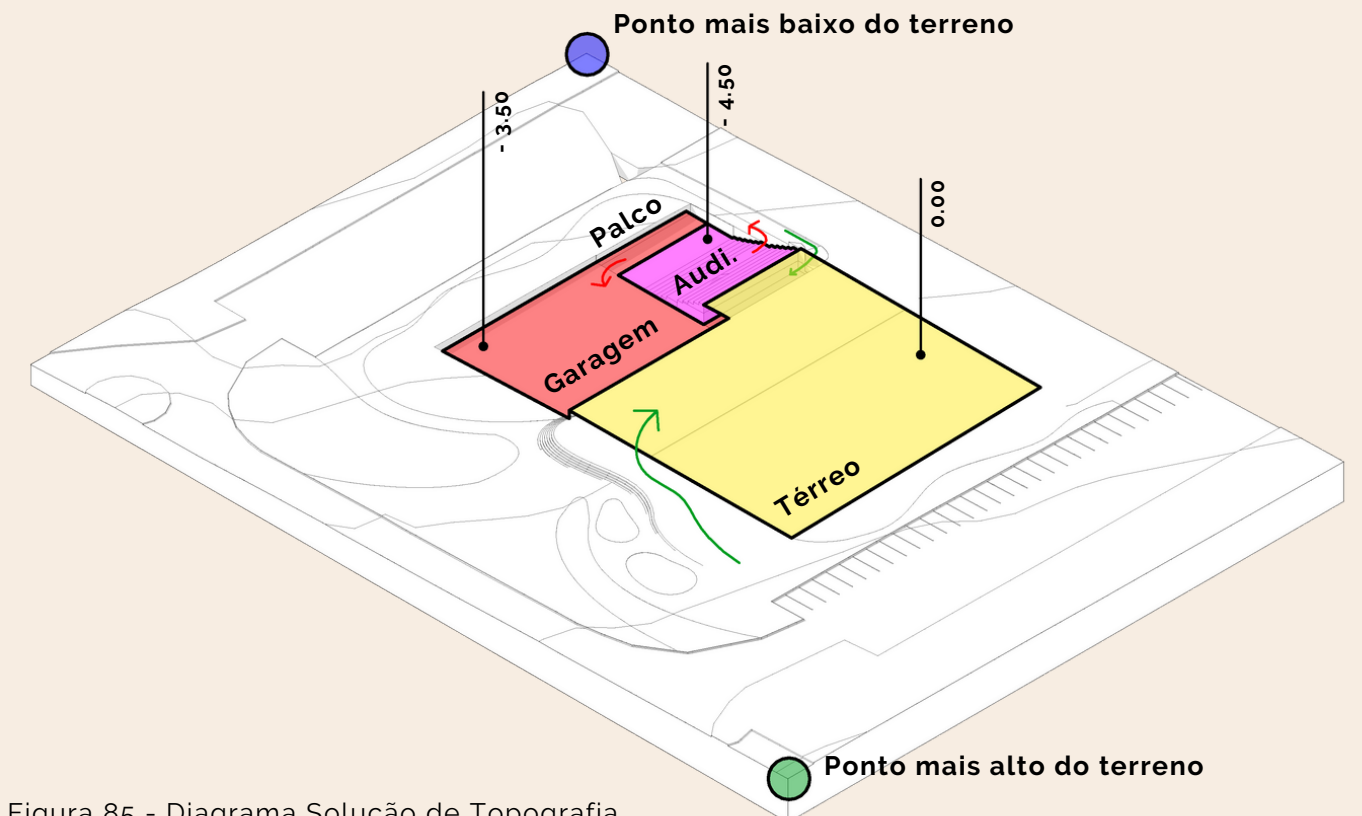 Ponto mais baixo do terreno
- 3.50
- 4.50
0.00
Palco
Audi.
Garagem
Térreo
Ponto mais alto do terreno
Figura 85 - Diagrama Solução de Topografia